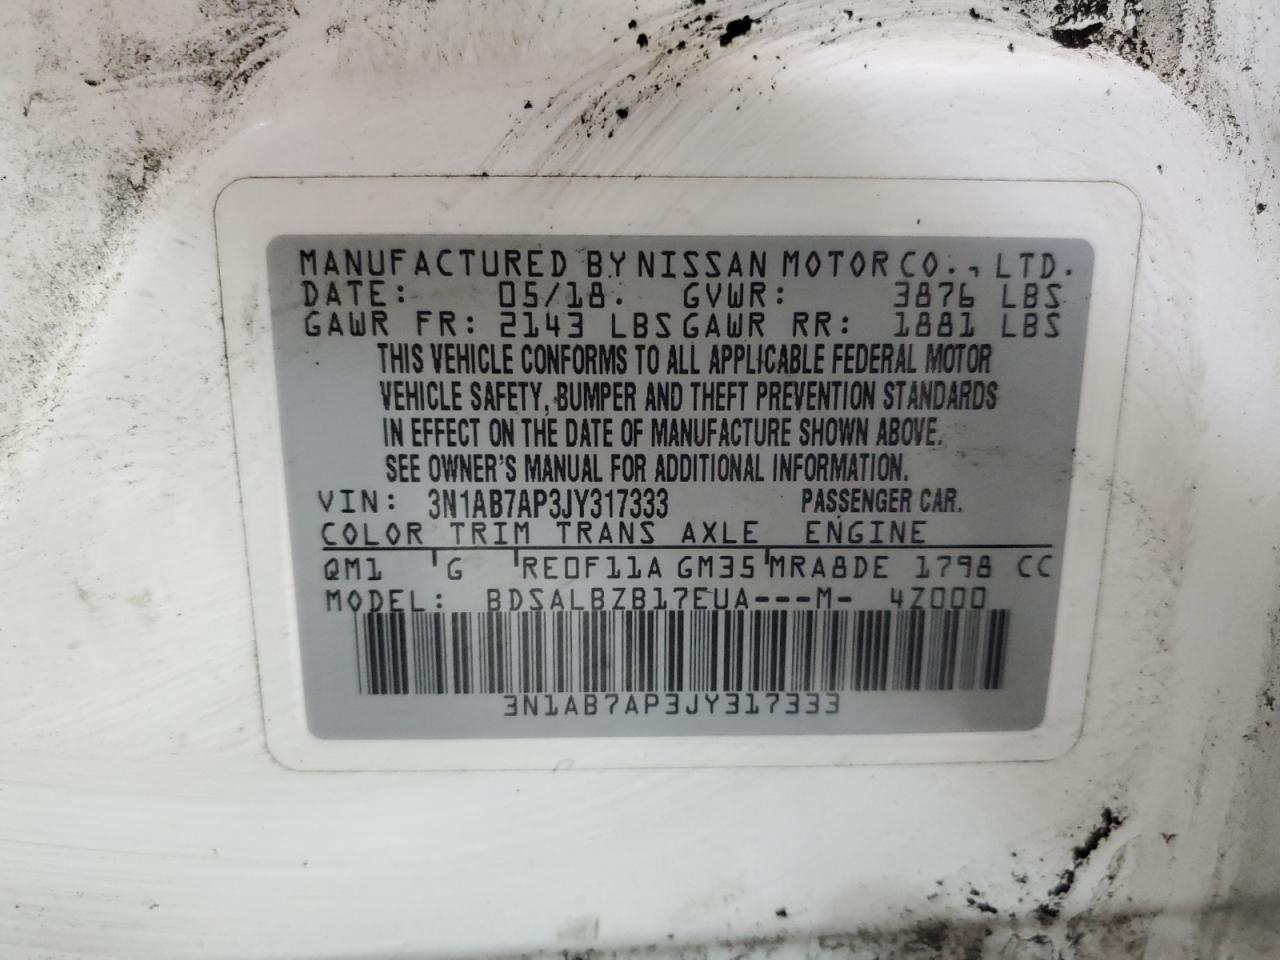 MANUFACTURED BY NISSAN MOTOR CO., LTD.
DATE: 05/18. GVWR: 3876 LBS
GAWR FR: 2143 LBS GAWR RR: 1881 LBS
THIS VEHICLE CONFORMS TO ALL APPLICABLE FEDERAL MOTOR
VEHICLE SAFETY, BUMPER AND THEFT PREVENTION STANDARDS
IN EFFECT ON THE DATE OF MANUFACTURE SHOWN ABOVE.
SEE OWNER'S MANUAL FOR ADDITIONAL INFORMATION.
VIN: 3N1AB7AP3JY317333 PASSENGER CAR.
COLOR TRIM TRANS AXLE ENGINE
QM1 G RE0F11A GM35 MRA8DE 1798 CC
MODEL: BDSALBZB17EUA---M- 4Z000
3N1AB7AP3JY317333